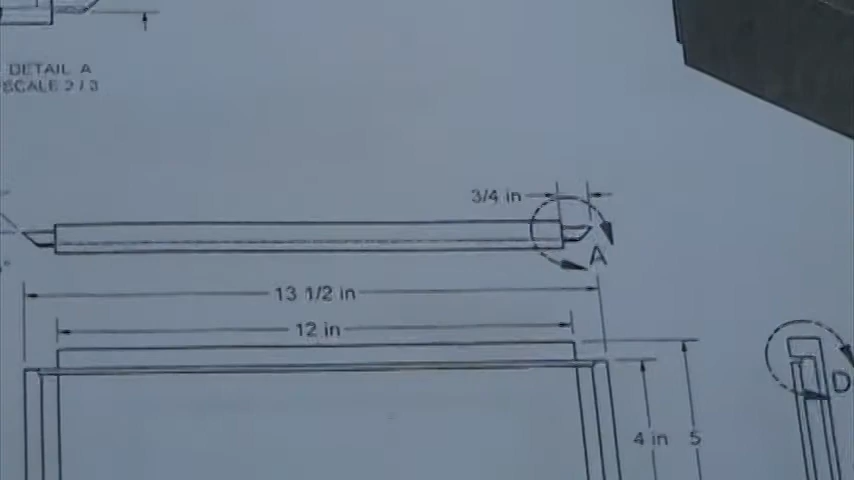 DETAIL A
SCALE 2 / 3
3/4 in
A
13 1/2 in
12 in
D
4 in
5